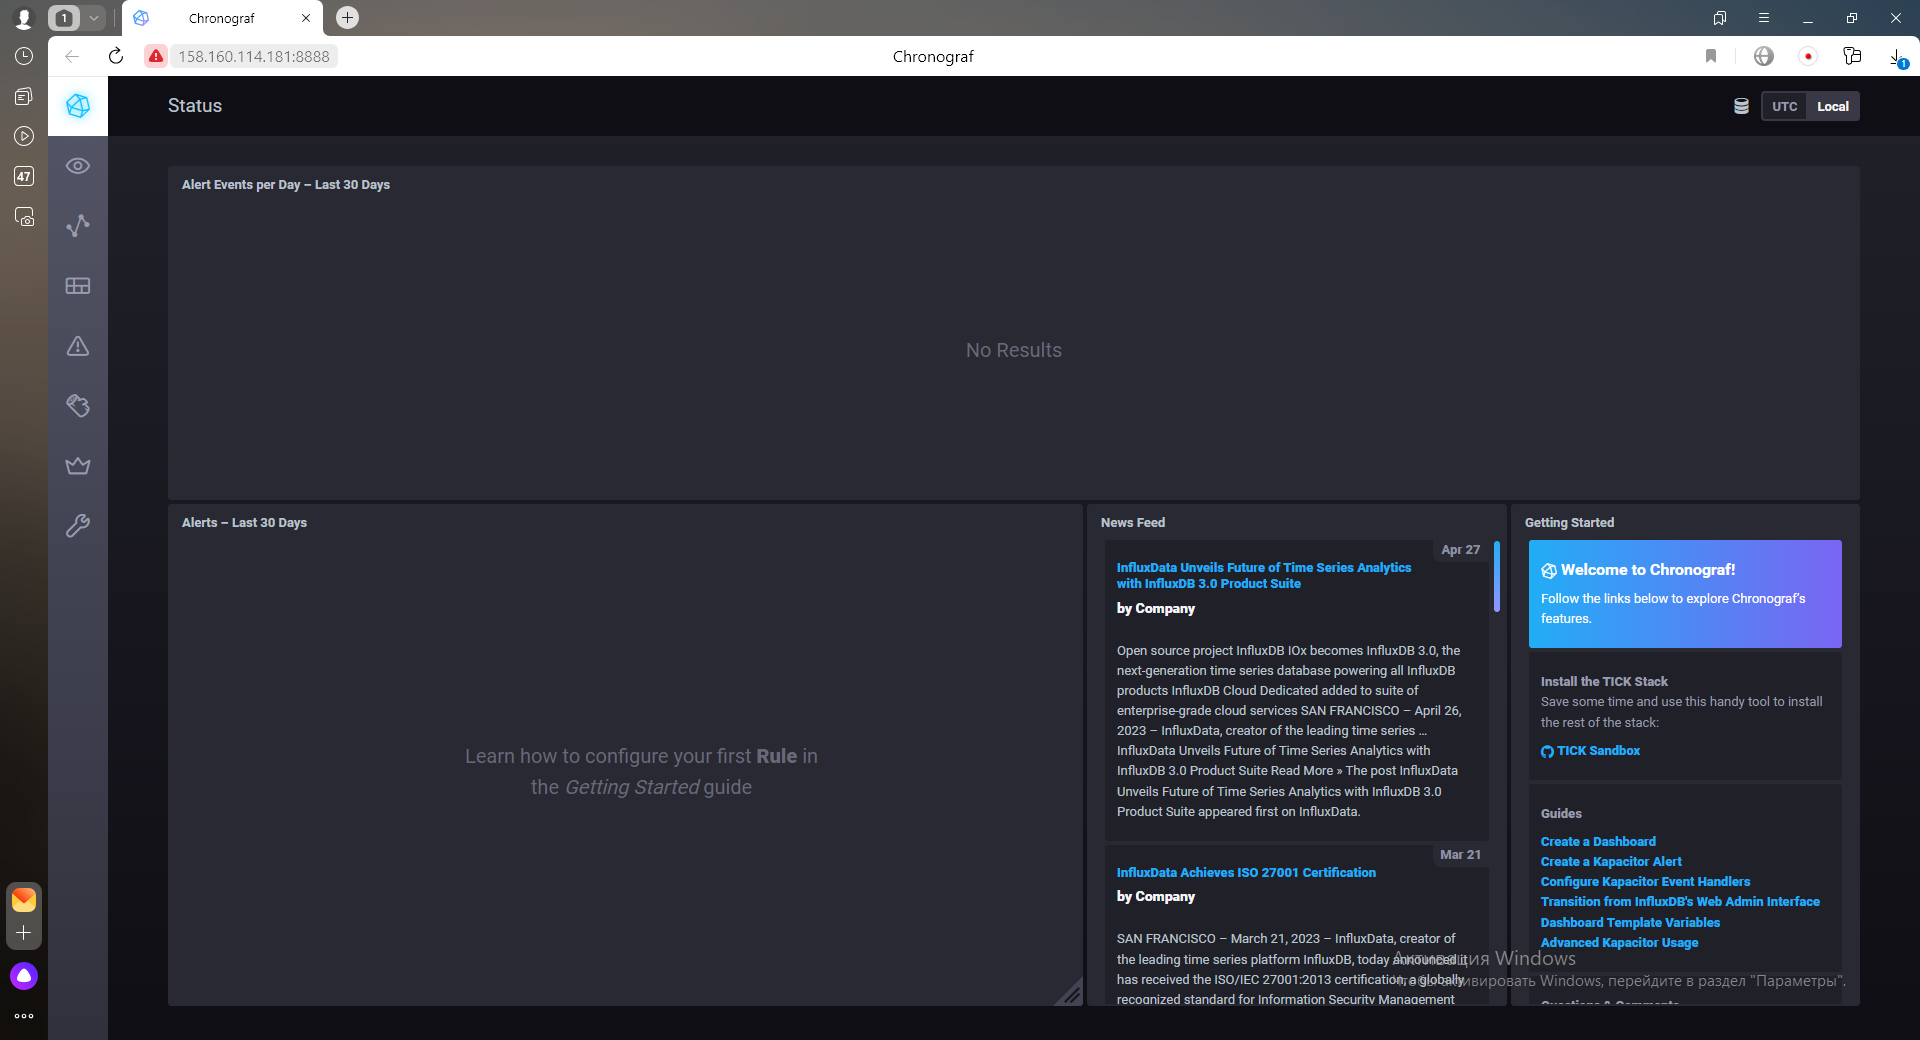 1
Chronograf
158.160.114.181:8888
Chronograf
1
47
Status
UTC
Local
Alert Events per Day – Last 30 Days
No Results
Alerts – Last 30 Days
Learn how to configure your first Rule in
the Getting Started guide
News Feed
Apr 27
InfluxData Unveils Future of Time Series Analytics
with InfluxDB 3.0 Product Suite
by Company
Open source project InfluxDB IOx becomes InfluxDB 3.0, the
next-generation time series database powering all InfluxDB
products InfluxDB Cloud Dedicated added to suite of
enterprise-grade cloud services SAN FRANCISCO – April 26,
2023 – InfluxData, creator of the leading time series ...
InfluxData Unveils Future of Time Series Analytics with
InfluxDB 3.0 Product Suite Read More » The post InfluxData
Unveils Future of Time Series Analytics with InfluxDB 3.0
Product Suite appeared first on InfluxData.
Mar 21
InfluxData Achieves ISO 27001 Certification
by Company
SAN FRANCISCO – March 21, 2023 – InfluxData, creator of
the leading time series platform InfluxDB, today announced it
has received the ISO/IEC 27001:2013 certification, a globally
recognized standard for Information Security Management
Getting Started
Welcome to Chronograf!
Follow the links below to explore Chronograf's
features.
Install the TICK Stack
Save some time and use this handy tool to install
the rest of the stack:
TICK Sandbox
Guides
Create a Dashboard
Create a Kapacitor Alert
Configure Kapacitor Event Handlers
Transition from InfluxDB's Web Admin Interface
Dashboard Template Variables
Advanced Kapacitor Usage
Questions & Comments
Активация Windows
Чтобы активировать Windows, перейдите в раздел "Параметры".